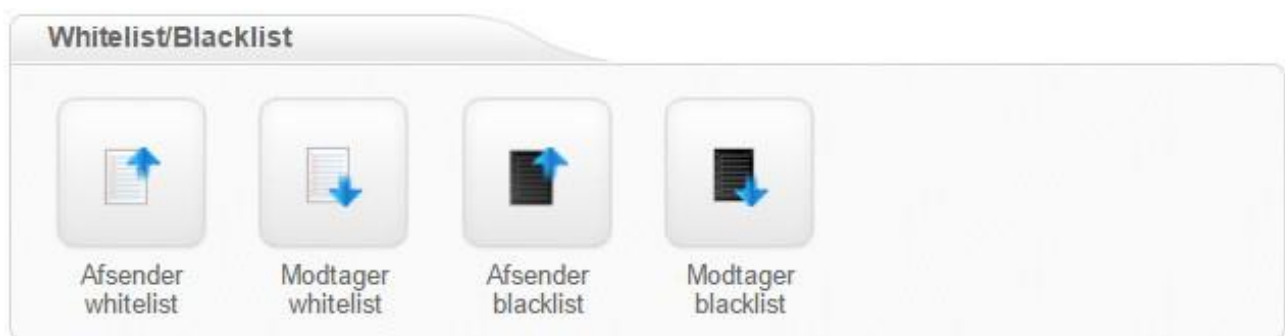 Whitelist/Blacklist
Afsender
whitelist
Modtager
whitelist
Afsender
blacklist
Modtager
blacklist